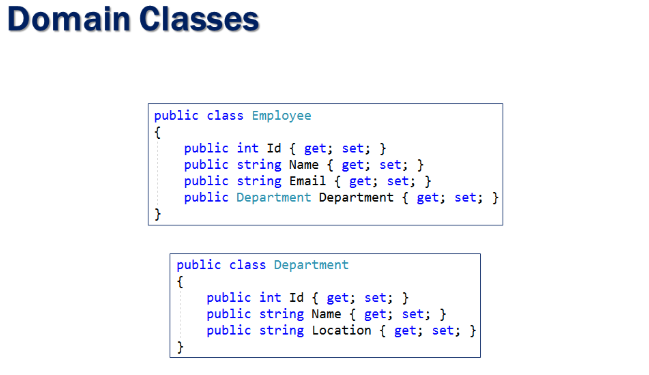 Domain Classes
public class Employee
{
public int Id { get; set; }
public string Name { get; set; }
public string Email { get; set; }
public Department Department { get; set; }
}
public class Department
{
public int Id { get; set; }
public string Name { get; set; }
public string Location { get; set; }
}